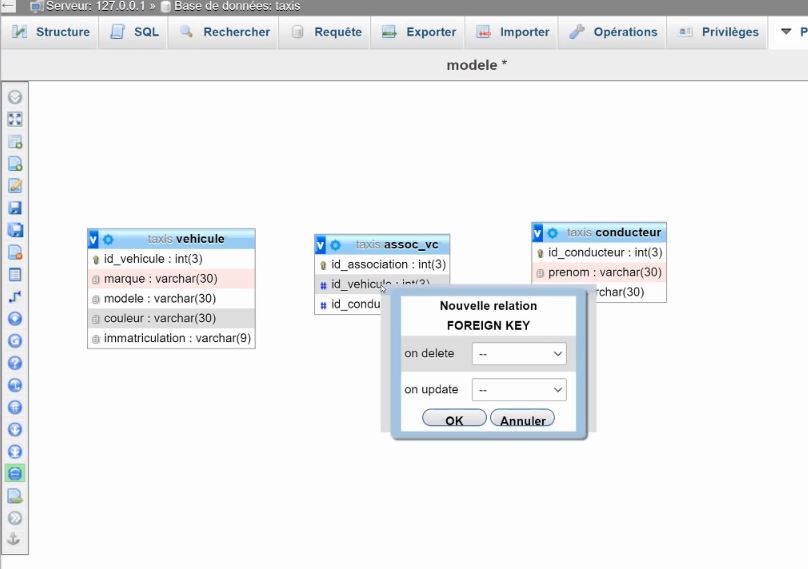 Serveur: 127.0.0.1 » Base de données: taxis
Structure SQL Rechercher Requête Exporter Importer Opérations Privilèges
modele *
taxis vehicule
id_vehicule : int(3)
marque : varchar(30)
modele : varchar(30)
couleur : varchar(30)
immatriculation : varchar(9)
taxis assoc_vc
id_association : int(3)
id_vehicule : int(3)
id_condu
taxis conducteur
id_conducteur : int(3)
prenom : varchar(30)
rchar(30)
Nouvelle relation
FOREIGN KEY
on delete --
on update --
OK Annuler